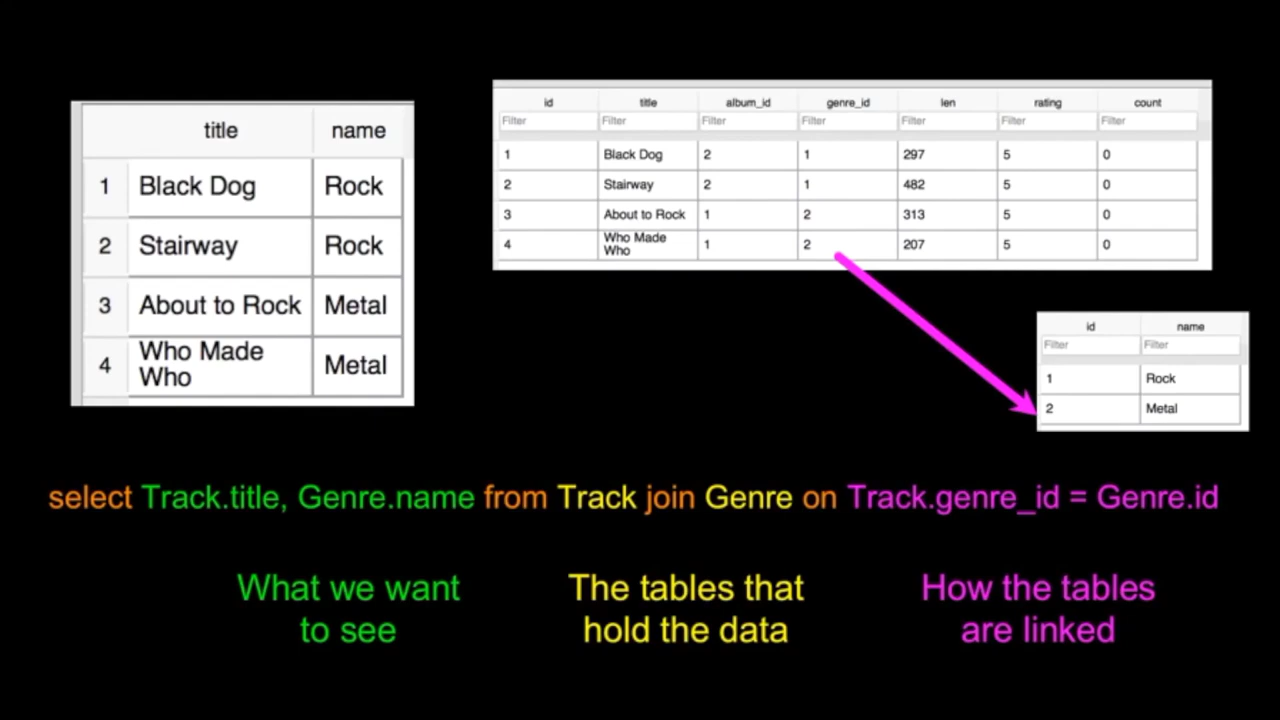 title name
1 Black Dog Rock
2 Stairway Rock
3 About to Rock Metal
4 Who Made Who Metal
id title album_id genre_id len rating count
Filter Filter Filter Filter Filter Filter Filter
1 Black Dog 2 1 297 5 0
2 Stairway 2 1 482 5 0
3 About to Rock 1 2 313 5 0
4 Who Made Who 1 2 207 5 0
id name
Filter Filter
1 Rock
2 Metal
select Track.title, Genre.name from Track join Genre on Track.genre_id = Genre.id
What we want
to see
The tables that
hold the data
How the tables
are linked